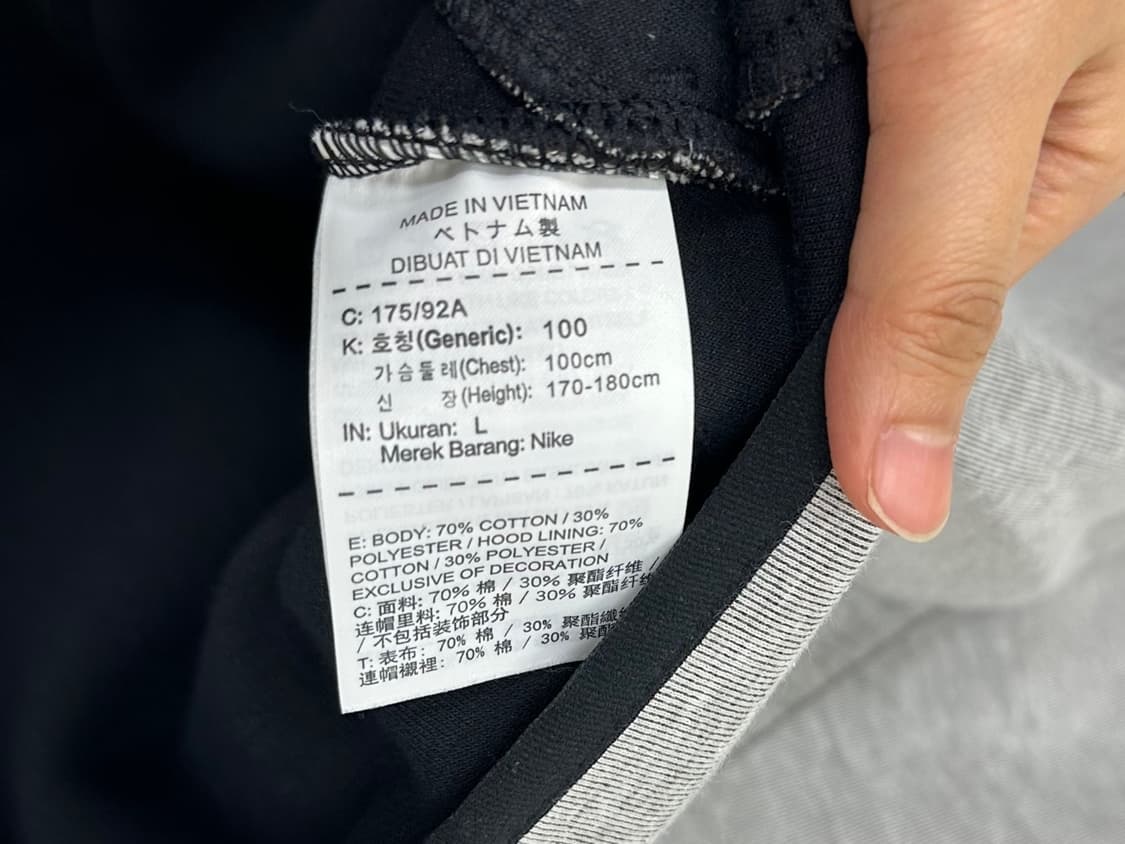 MADE IN VIETNAM
ベトナム製
DIBUAT DI VIETNAM
C: 175/92A
K: 호칭(Generic): 100
가슴둘레(Chest): 100cm
신 장(Height): 170-180cm
IN: Ukuran: L
Merek Barang: Nike
E: BODY: 70% COTTON / 30%
POLYESTER / HOOD LINING: 70%
COTTON / 30% POLYESTER /
EXCLUSIVE OF DECORATION
C: 面料: 70% 棉 / 30% 聚酯纤维 /
连帽里料: 70% 棉 / 30% 聚酯纤维
/ 不包括装饰部分
T: 表布: 70% 棉 / 30% 聚酯纖
連帽襯裡: 70% 棉 / 30% 聚酯